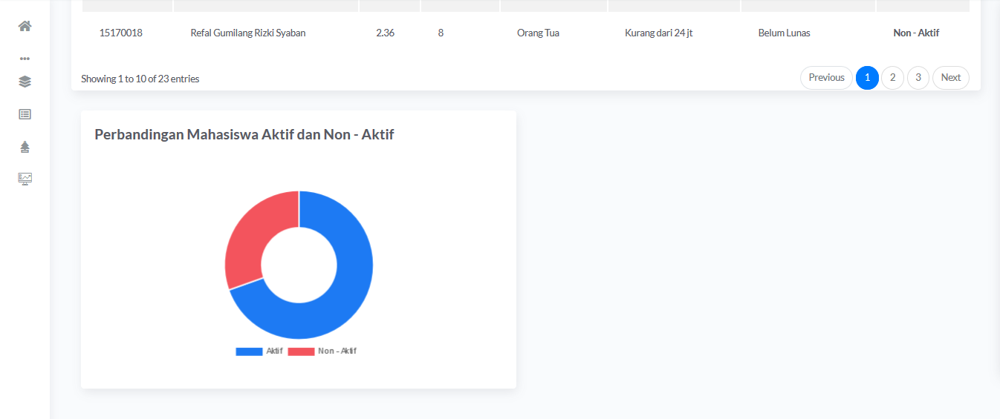 15170018 Refal Gumilang Rizki Syaban 2.36 8 Orang Tua Kurang dari 24 jt Belum Lunas Non - Aktif
Showing 1 to 10 of 23 entries Previous 1 2 3 Next
Perbandingan Mahasiswa Aktif dan Non - Aktif
Aktif Non - Aktif